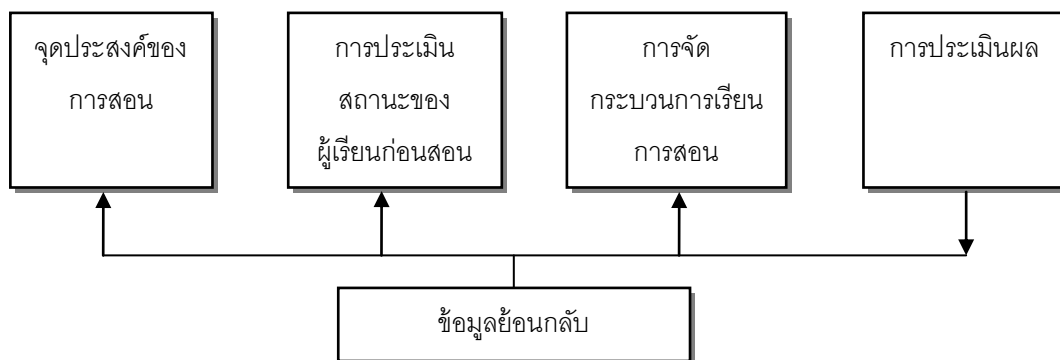 จุดประสงค์ของ
การสอน
การประเมิน
สถานะของ
ผู้เรียนก่อนสอน
การจัด
กระบวนการเรียน
การสอน
การประเมินผล
ข้อมูลย้อนกลับ